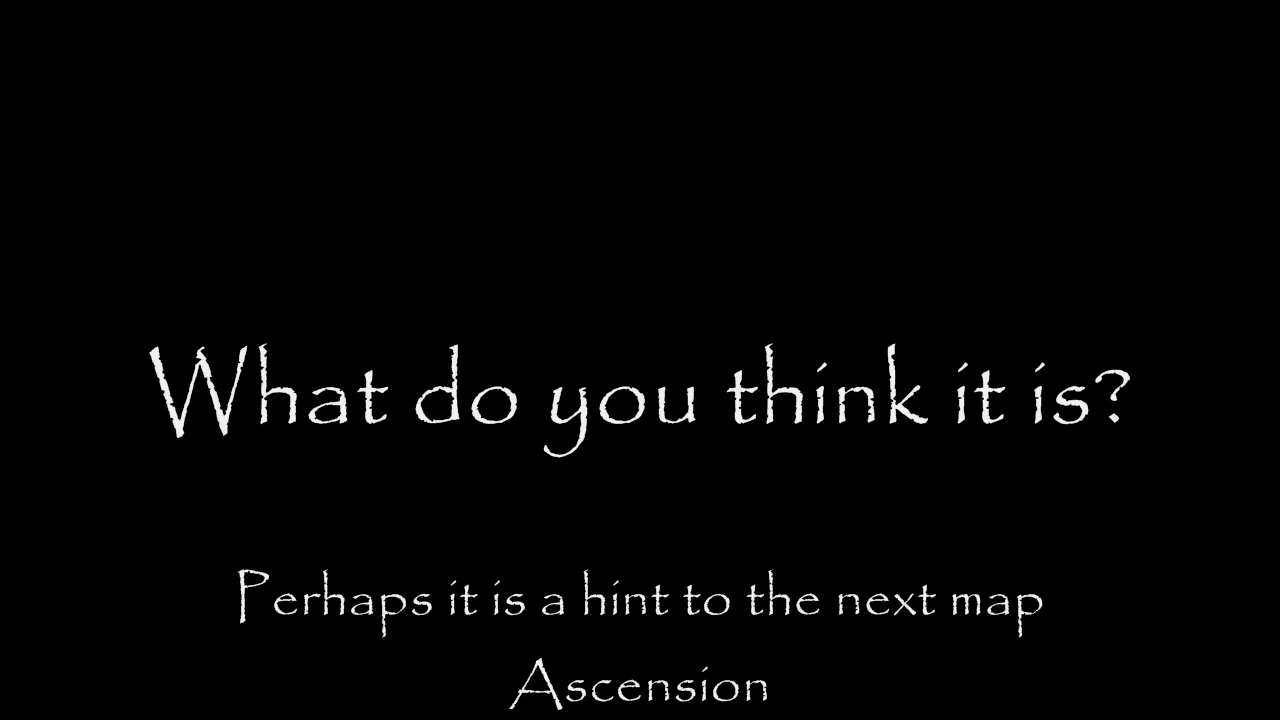 What do you think it is?
Perhaps it is a hint to the next map
Ascension